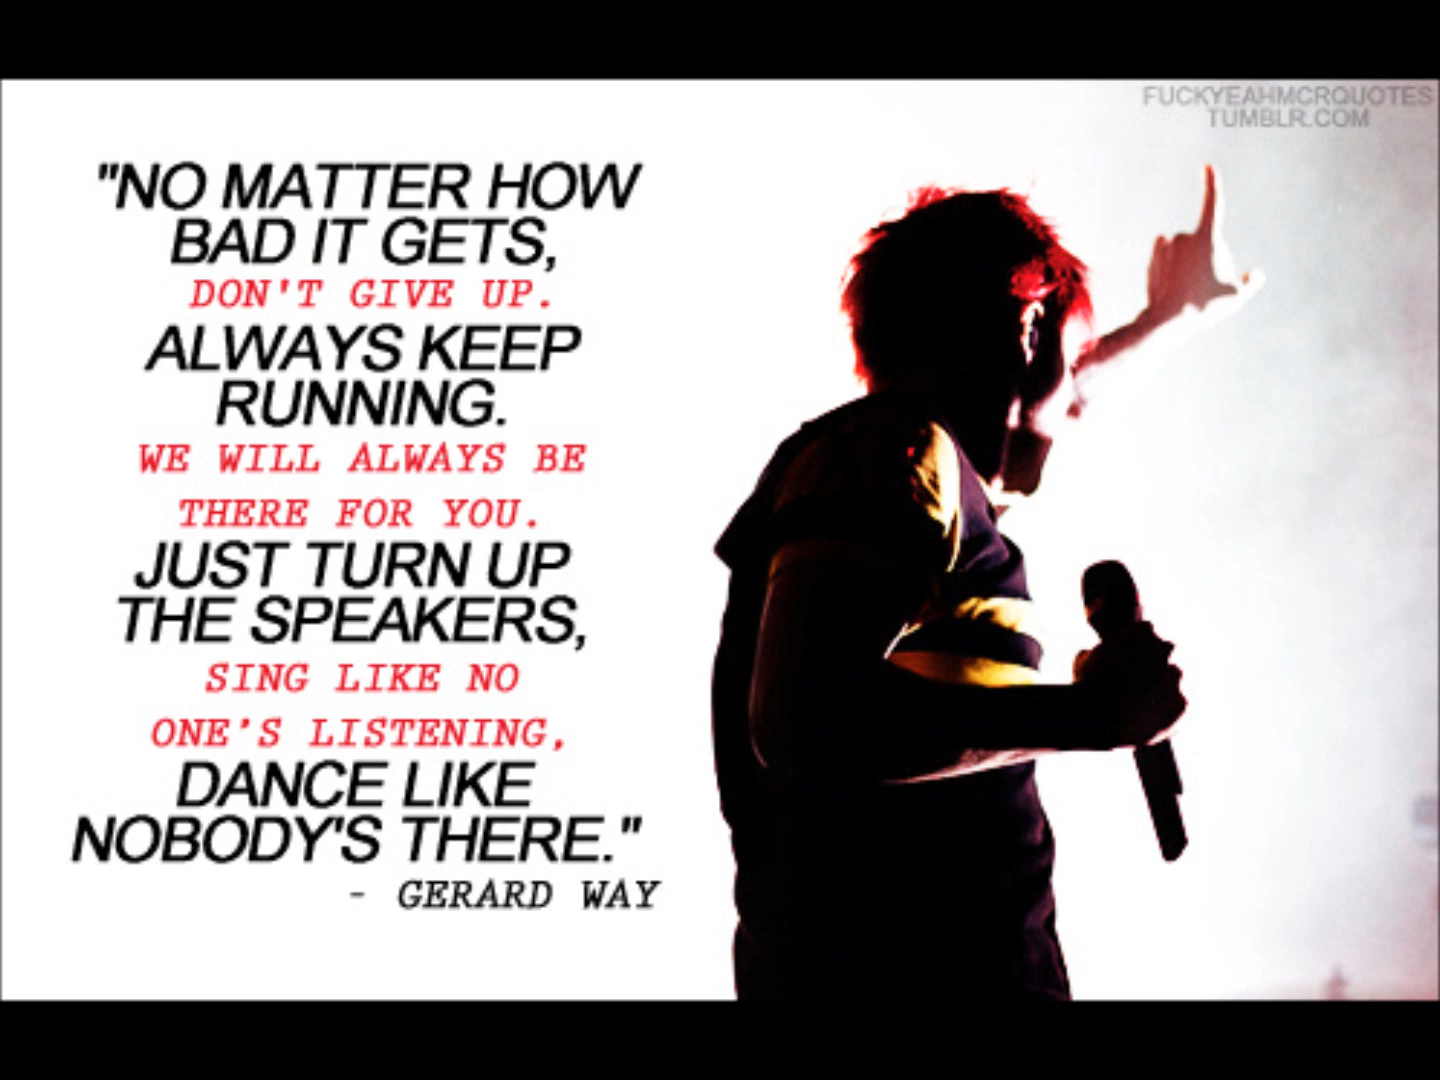 "NO MATTER HOW
BAD IT GETS,
DON'T GIVE UP.
ALWAYS KEEP
RUNNING.
WE WILL ALWAYS BE
THERE FOR YOU.
JUST TURN UP
THE SPEAKERS,
SING LIKE NO
ONE'S LISTENING,
DANCE LIKE
NOBODY'S THERE."
- GERARD WAY
FUCKYEAHMCRQUOTES
TUMBLR.COM